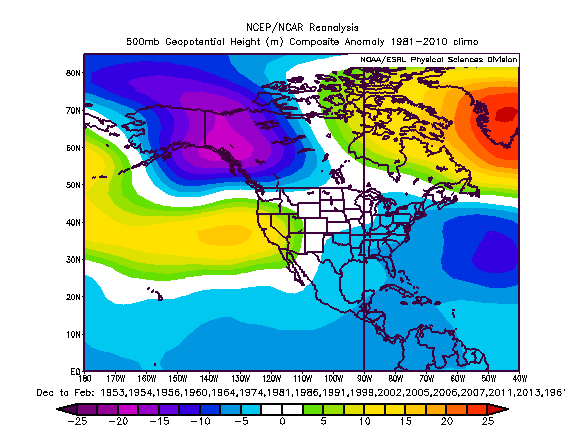 NCEP/NCAR Reanalysis
500mb Geopotential Height (m) Composite Anomaly 1981-2010 climo
NOAA/ESRL Physical Sciences Division
80N
70N
60N
50N
40N
30N
20N
10N
EQ
180 170W 160W 150W 140W 130W 120W 110W 100W 90W 80W 70W 60W 50W 40W
Dec to Feb: 1953,1954,1956,1960,1964,1974,1981,1986,1991,1999,2002,2005,2006,2007,2011,2013,196
-25 -20 -15 -10 -5 0 5 10 15 20 25